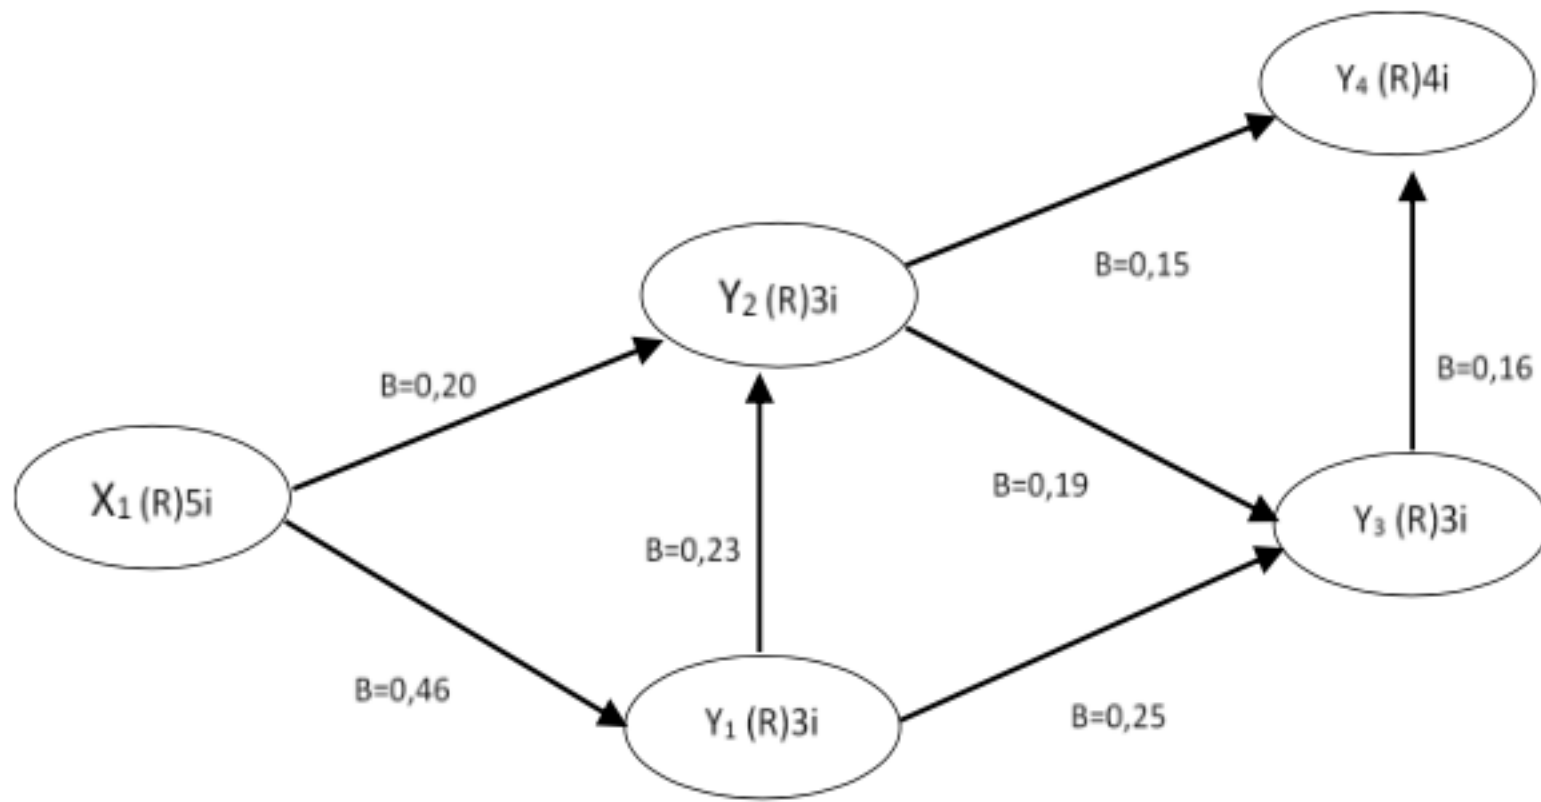 Y₄ (R)4i
B=0,15
Y₂ (R)3i
B=0,20
B=0,16
X₁ (R)5i
B=0,19
Y₃ (R)3i
B=0,23
B=0,46
Y₁ (R)3i
B=0,25